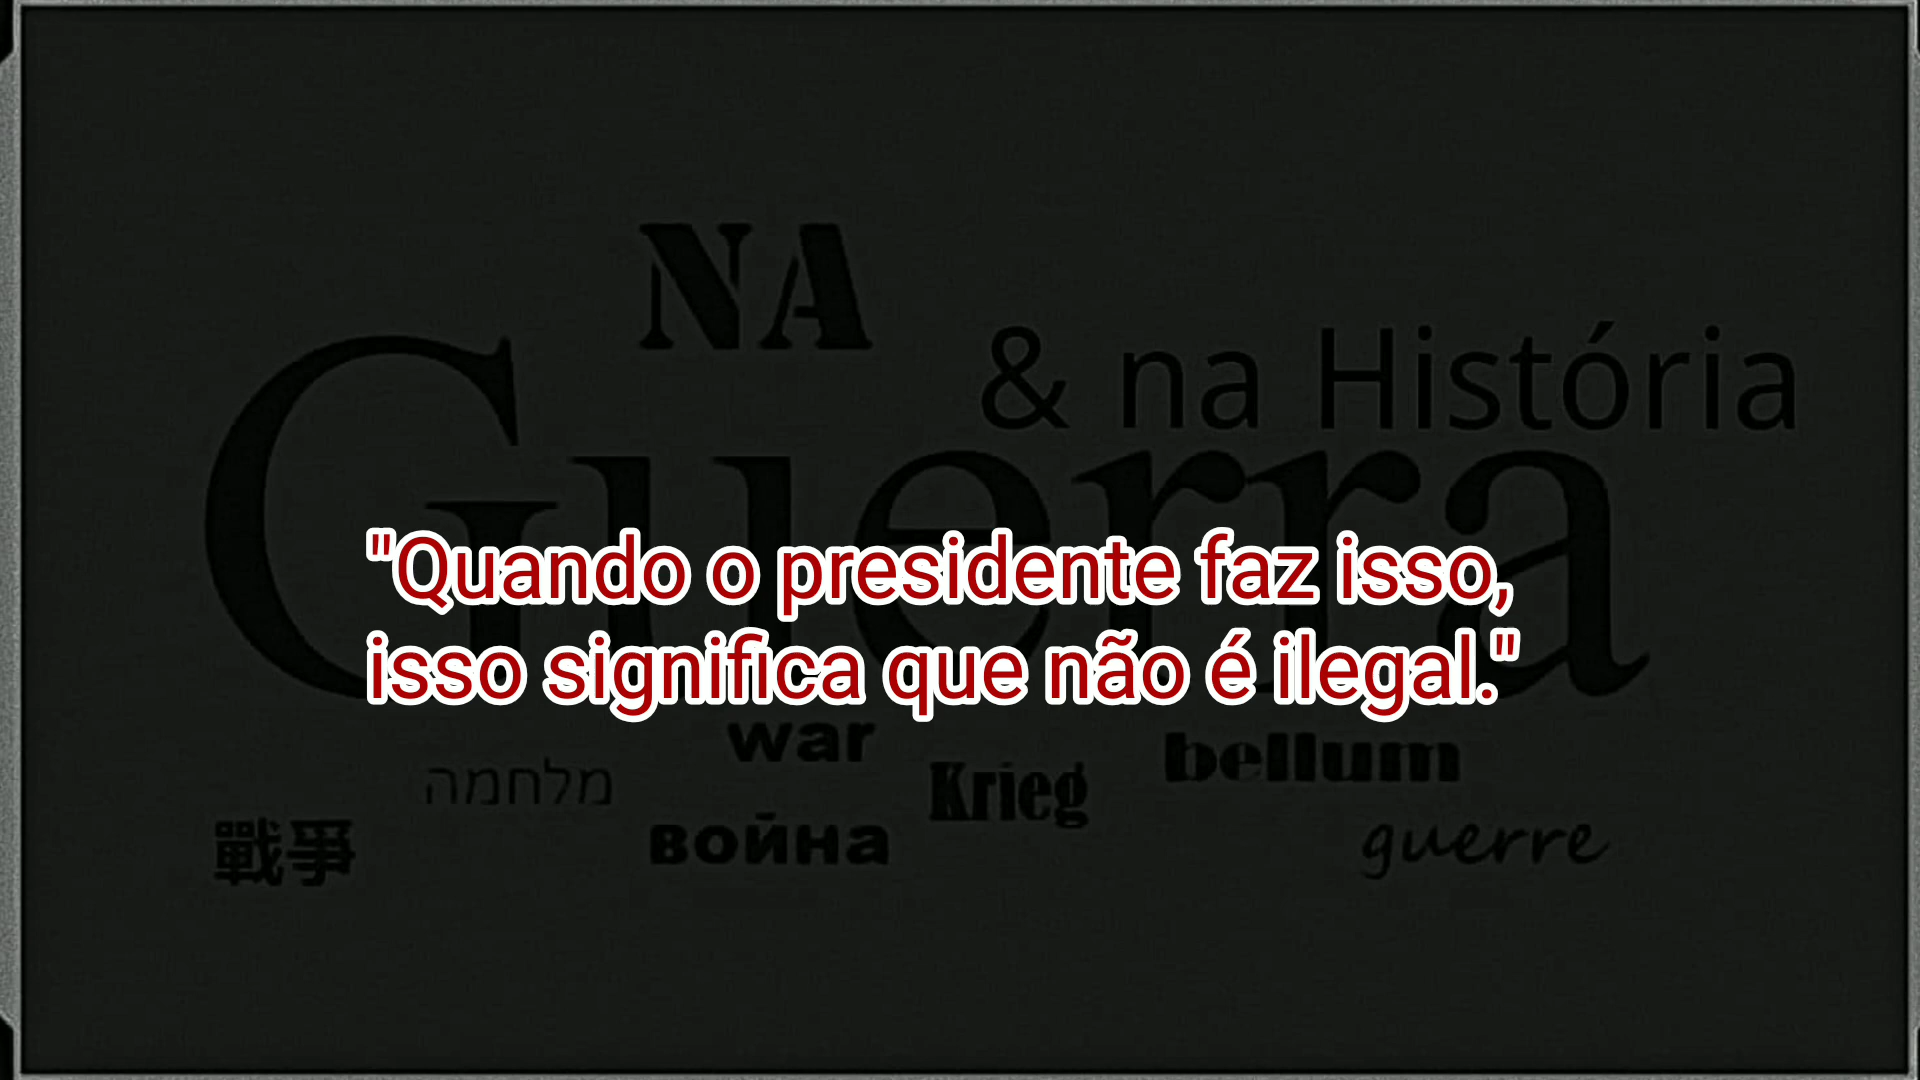 NA
& na História
Guerra
"Quando o presidente faz isso,
isso significa que não é ilegal."
war
bellum
מלחמה
Krieg
戰爭
война
guerre